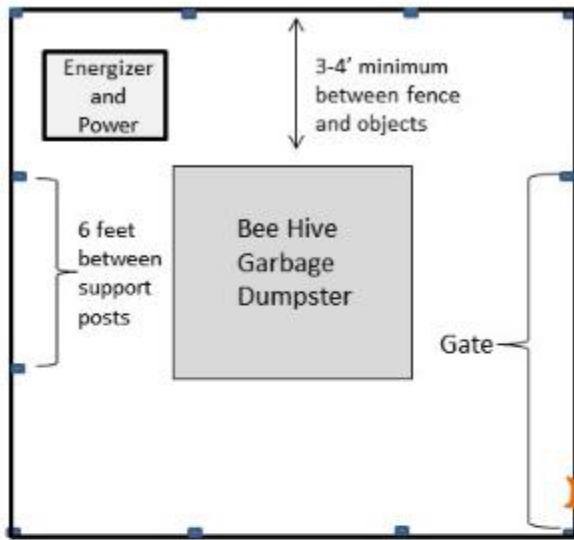 Energizer
and
Power
3-4' minimum
between fence
and objects
6 feet
between
support
posts
Bee Hive
Garbage
Dumpster
Gate